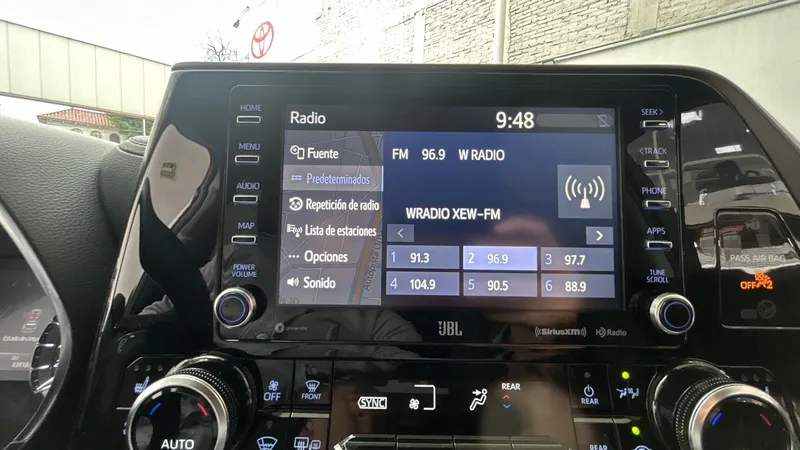 Radio
9:48
Fuente
Predeterminados
Repetición de radio
Lista de estaciones
Opciones
Sonido
FM 96.9 W RADIO
WRADIO XEW-FM
< >
1 91.3
2 96.9
3 97.7
4 104.9
5 90.5
6 88.9
HOME
MENU
AUDIO
MAP
POWER
VOLUME
SEEK >
< TRACK
PHONE
APPS
TUNE
SCROLL
JBL
SiriusXM
HD Radio
PASS AIR BAG
OFF 2
AUTO
OFF
FRONT
SYNC
REAR
REAR
REAR